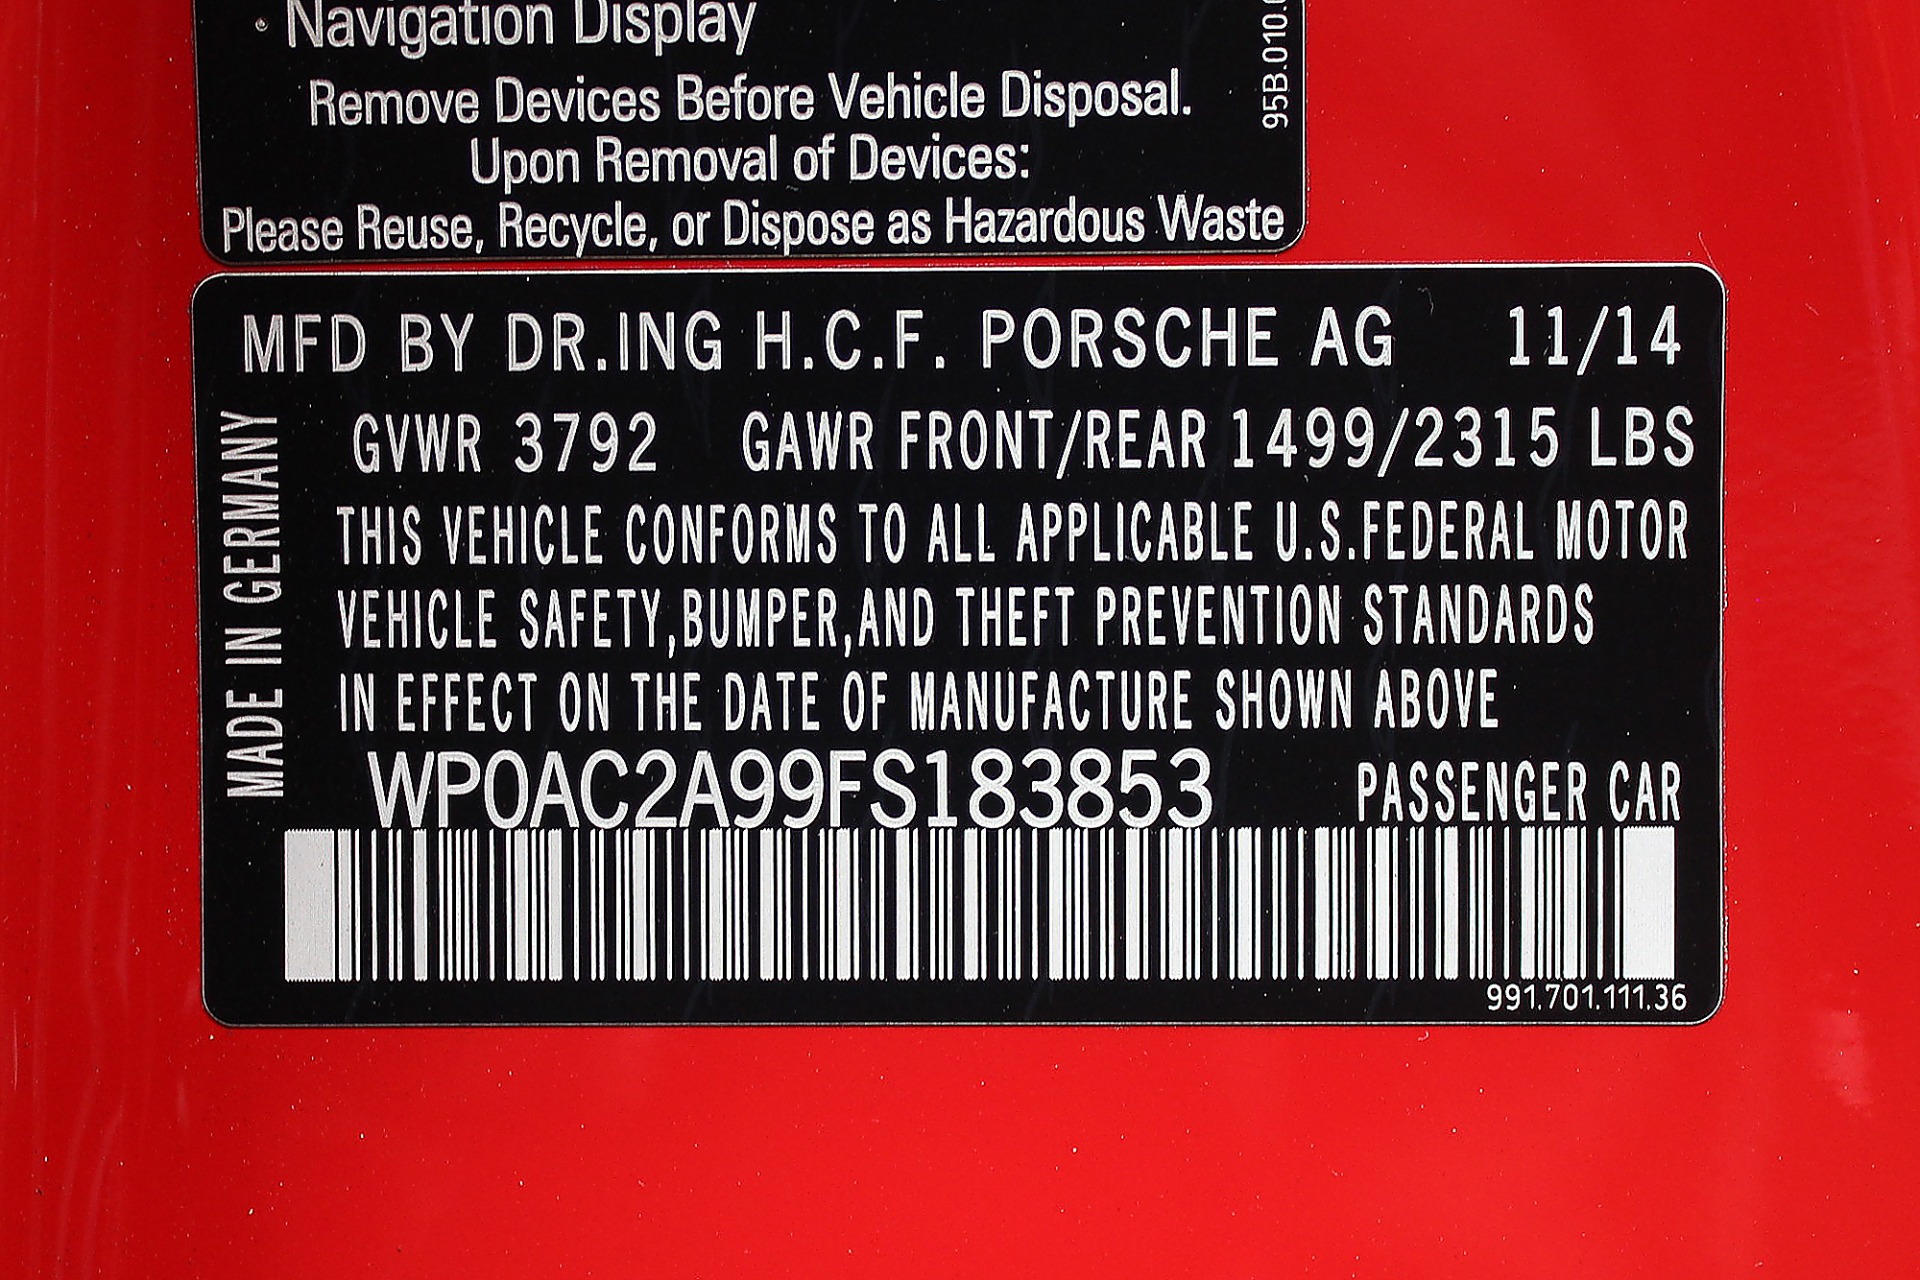 Navigation Display
Remove Devices Before Vehicle Disposal.
Upon Removal of Devices:
Please Reuse, Recycle, or Dispose as Hazardous Waste
95B.010.
MFD BY DR.ING H.C.F. PORSCHE AG 11/14
GVWR 3792 GAWR FRONT/REAR 1499/2315 LBS
THIS VEHICLE CONFORMS TO ALL APPLICABLE U.S.FEDERAL MOTOR
VEHICLE SAFETY,BUMPER,AND THEFT PREVENTION STANDARDS
IN EFFECT ON THE DATE OF MANUFACTURE SHOWN ABOVE
WP0AC2A99FS183853 PASSENGER CAR
MADE IN GERMANY
991.701.111.36